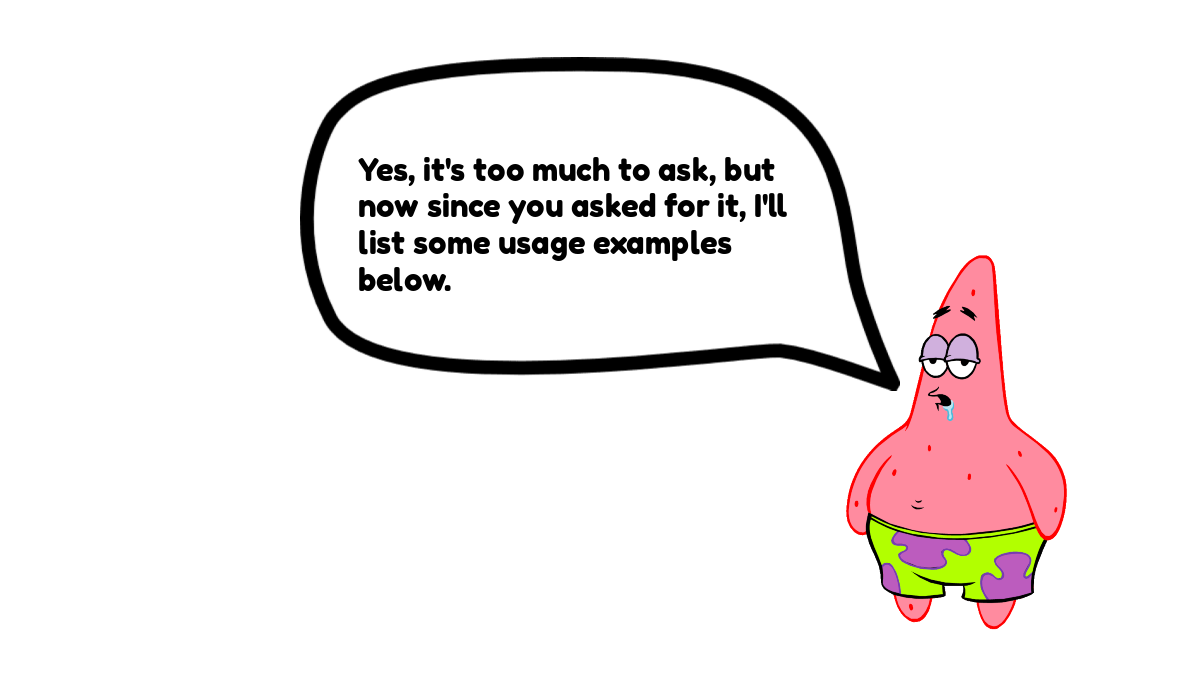 Yes, it's too much to ask, but
now since you asked for it, I'll
list some usage examples
below.